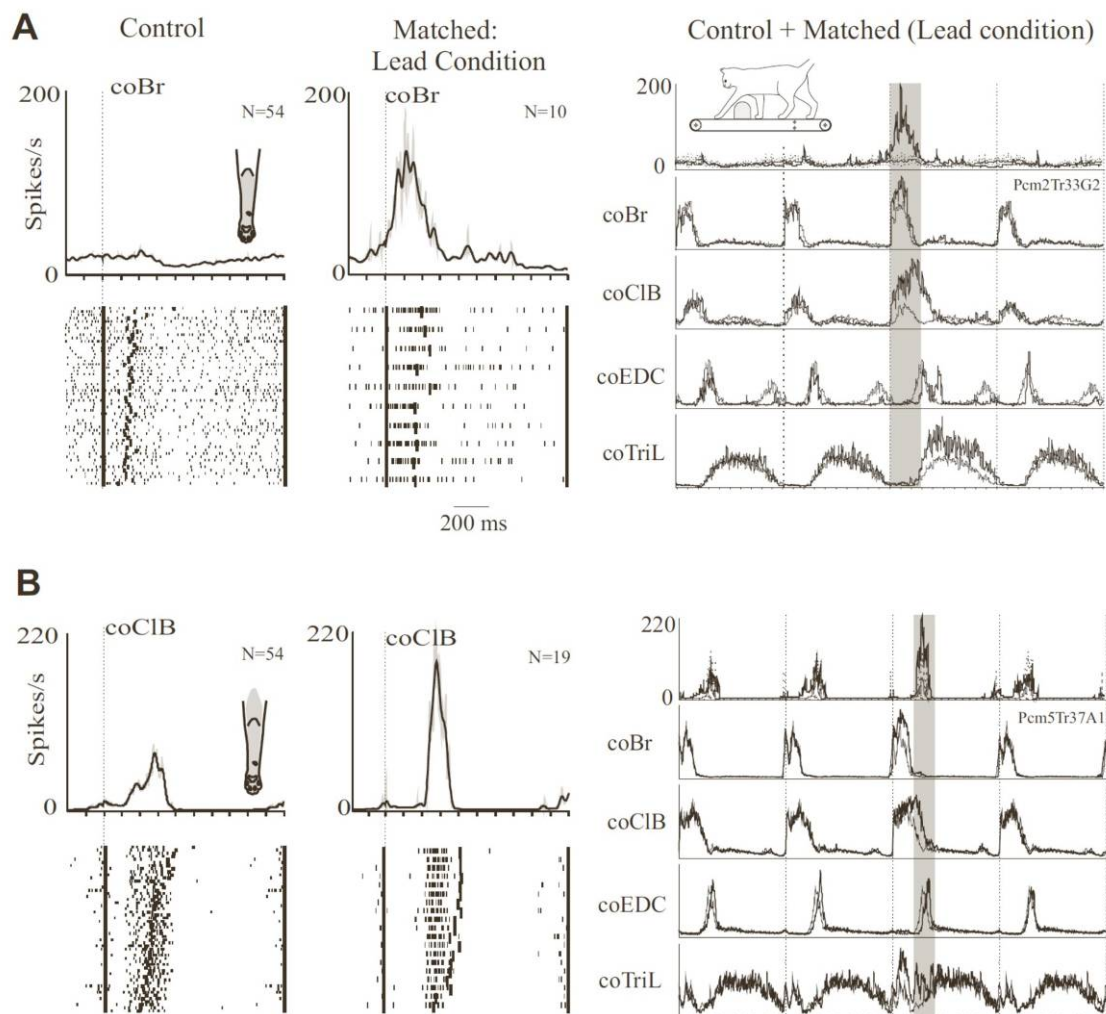 A
Control
Matched:
Lead Condition
Control + Matched (Lead condition)
coBr
N=54
200
0
Spikes/s
coBr
N=10
200
0
200 ms
200
0
Pcm2Tr33G2
coBr
coClB
coEDC
coTriL
B
coClB
N=54
220
0
Spikes/s
coClB
N=19
220
0
220
0
Pcm5Tr37A1
coBr
coClB
coEDC
coTriL